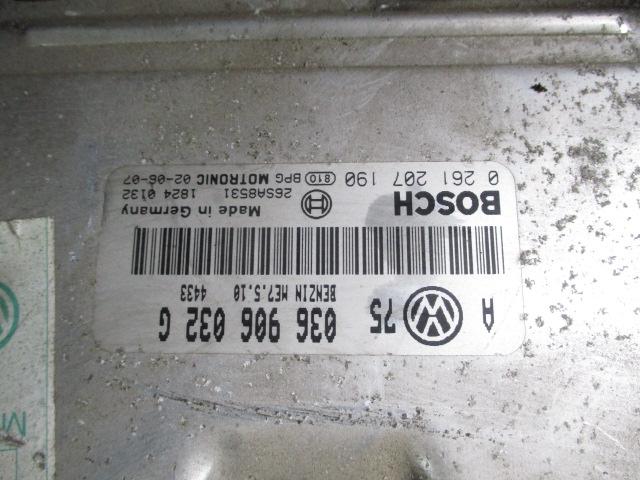 A 75 036 906 032 G
BENZIN ME7.5.10 4433
BOSCH Made in Germany
26SA8531 1824 0132
0 261 207 190 810 BPG MOTRONIC 02-06-07